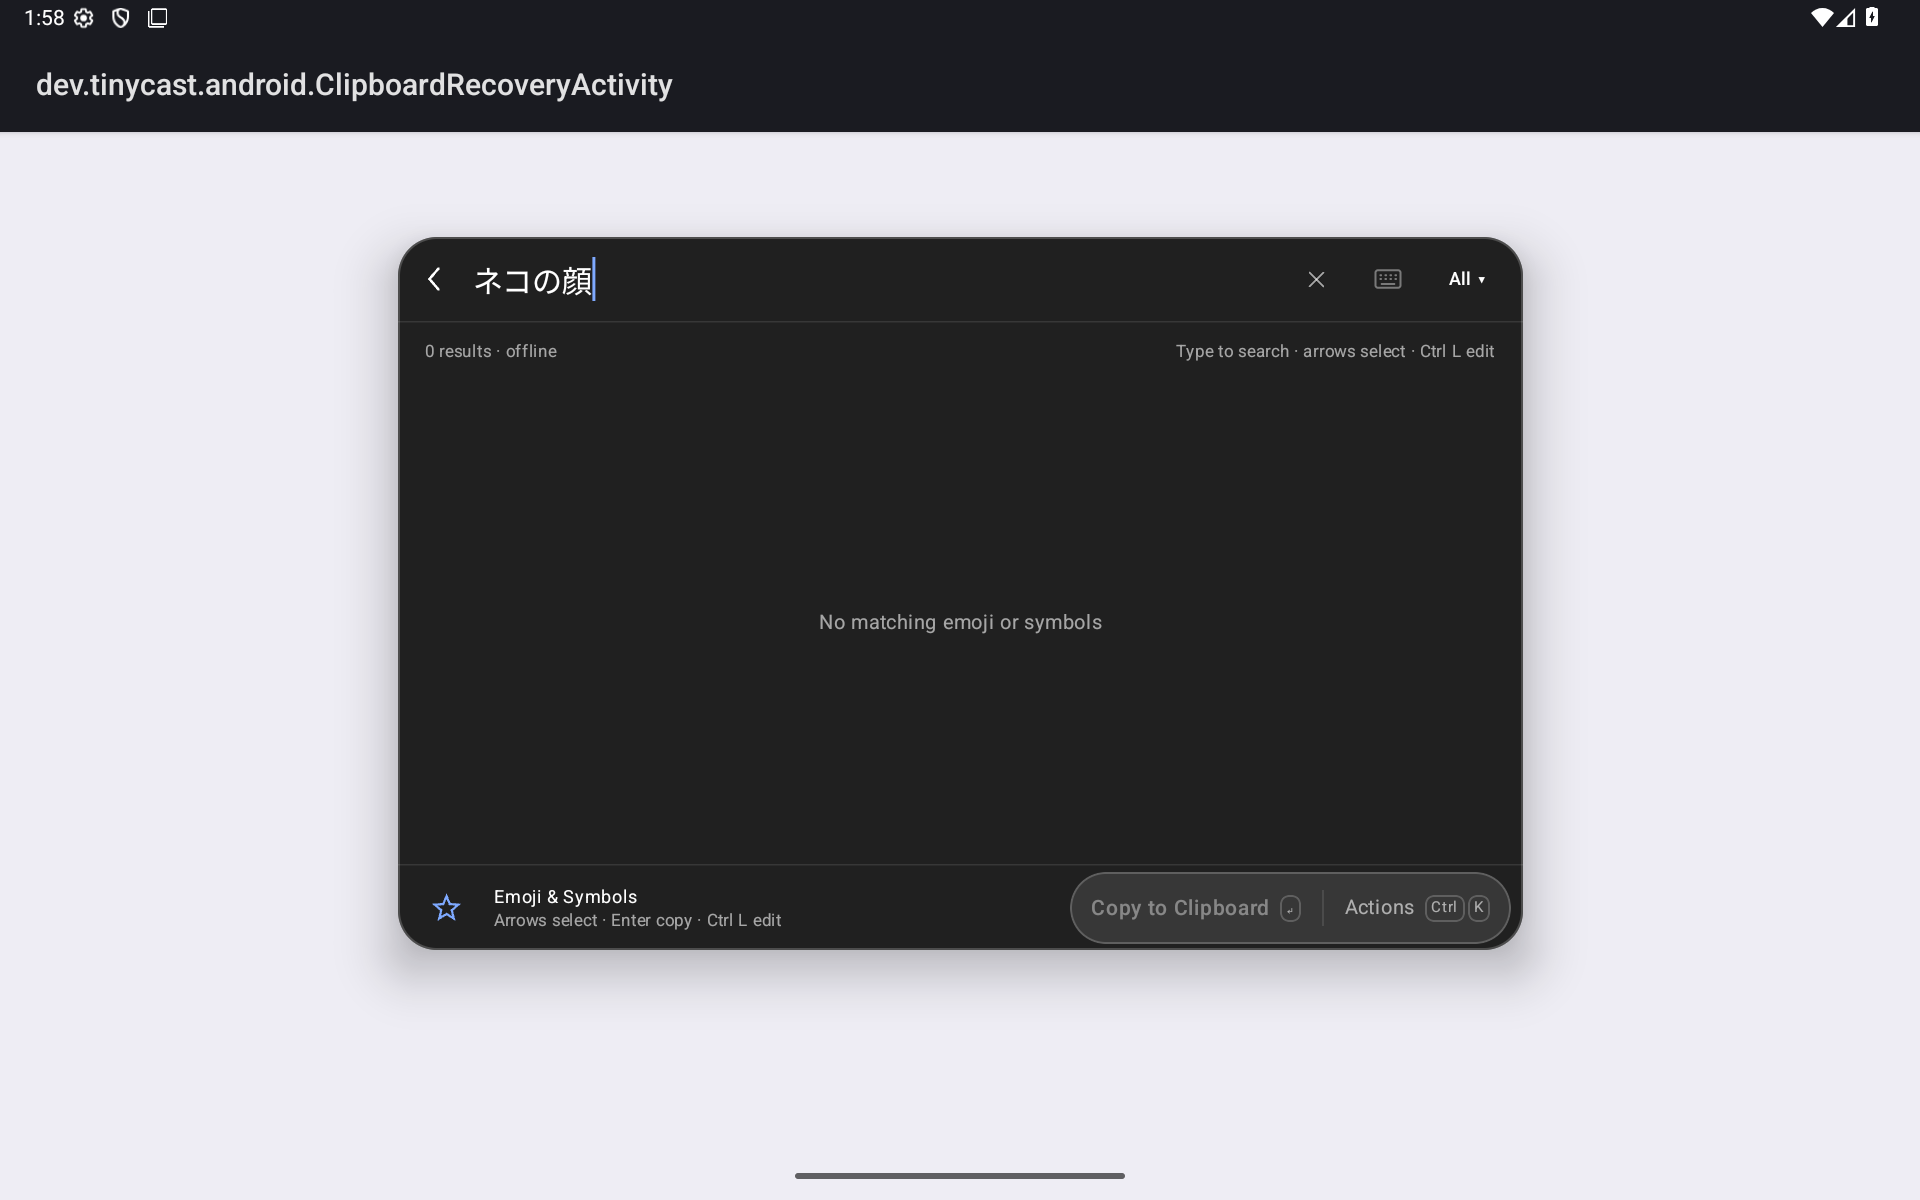 1:58
dev.tinycast.android.ClipboardRecoveryActivity
ネコの顔
All ▾
0 results · offline
Type to search · arrows select · Ctrl L edit
No matching emoji or symbols
Emoji & Symbols
Arrows select · Enter copy · Ctrl L edit
Copy to Clipboard ↵
Actions Ctrl K